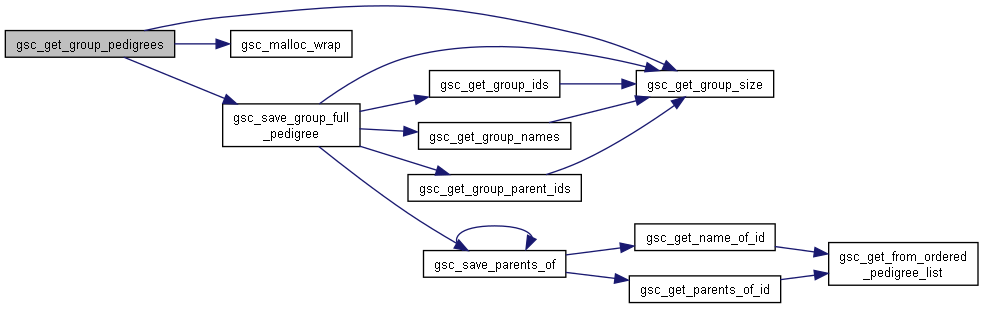 gsc_get_group_pedigrees
gsc_malloc_wrap
gsc_get_group_ids
gsc_get_group_size
gsc_save_group_full
_pedigree
gsc_get_group_names
gsc_get_group_parent_ids
gsc_save_parents_of
gsc_get_name_of_id
gsc_get_from_ordered
_pedigree_list
gsc_get_parents_of_id